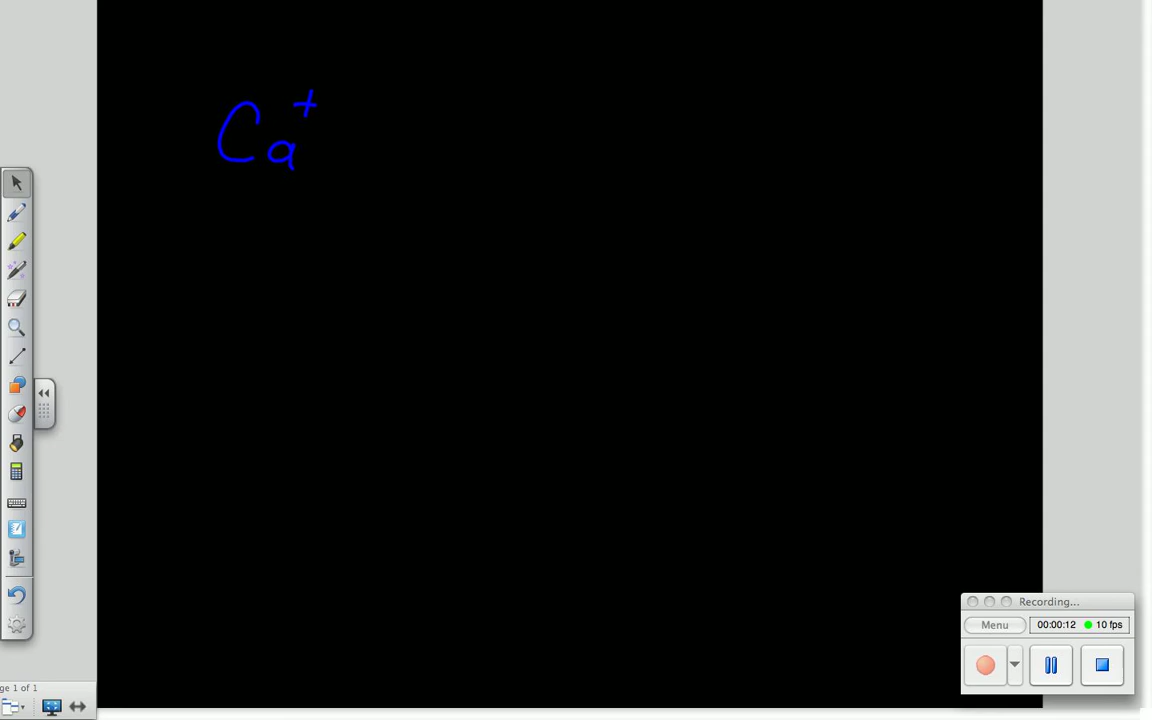 Ca⁺
Recording...
Menu
00:00:12
10 fps
ge 1 of 1